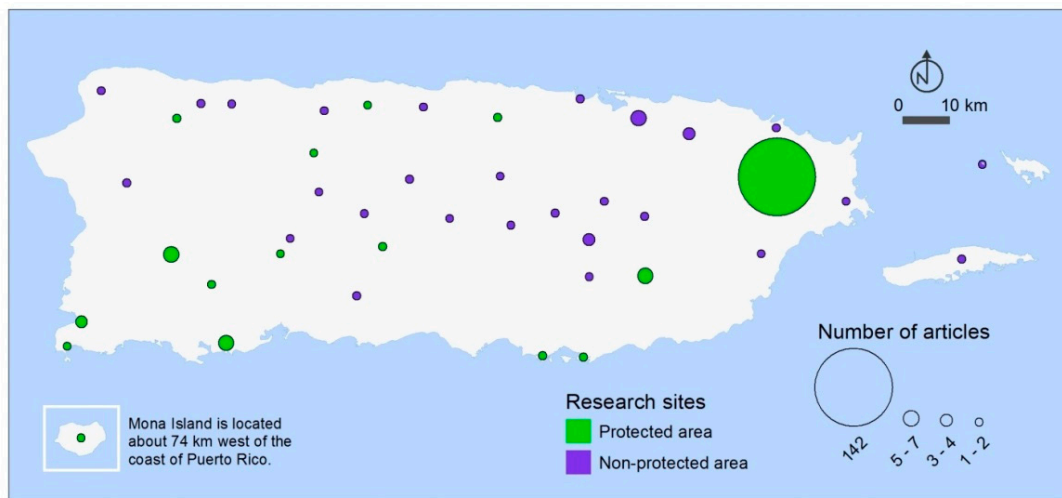 N
0 10 km
Number of articles
142
5 - 7
3 - 4
1 - 2
Research sites
Protected area
Non-protected area
Mona Island is located
about 74 km west of the
coast of Puerto Rico.